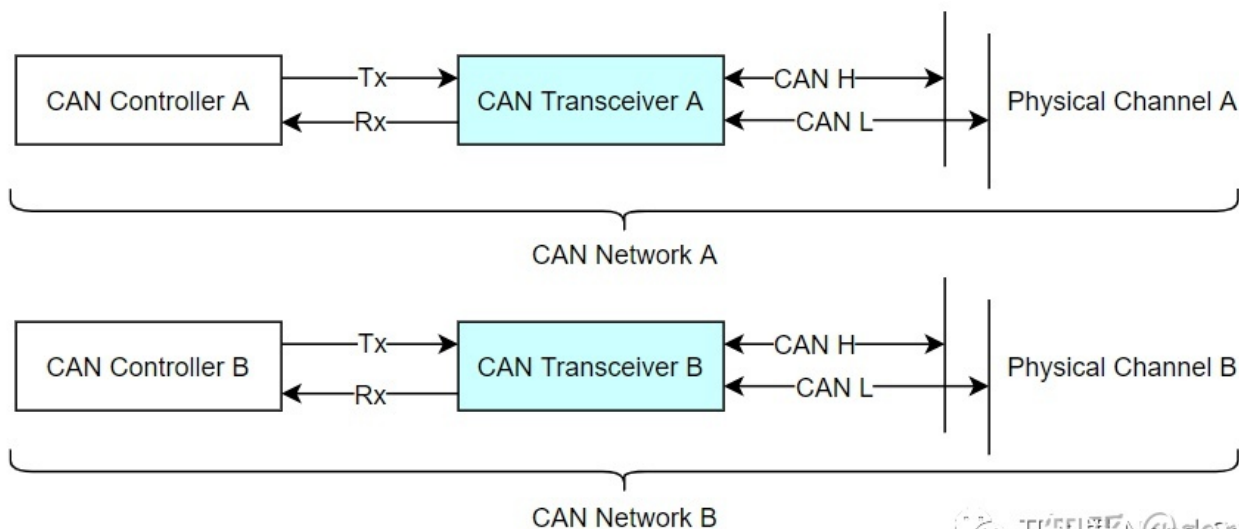 CAN Controller A
Tx
Rx
CAN Transceiver A
CAN H
CAN L
Physical Channel A
CAN Network A
CAN Controller B
Tx
Rx
CAN Transceiver B
CAN H
CAN L
Physical Channel B
CAN Network B